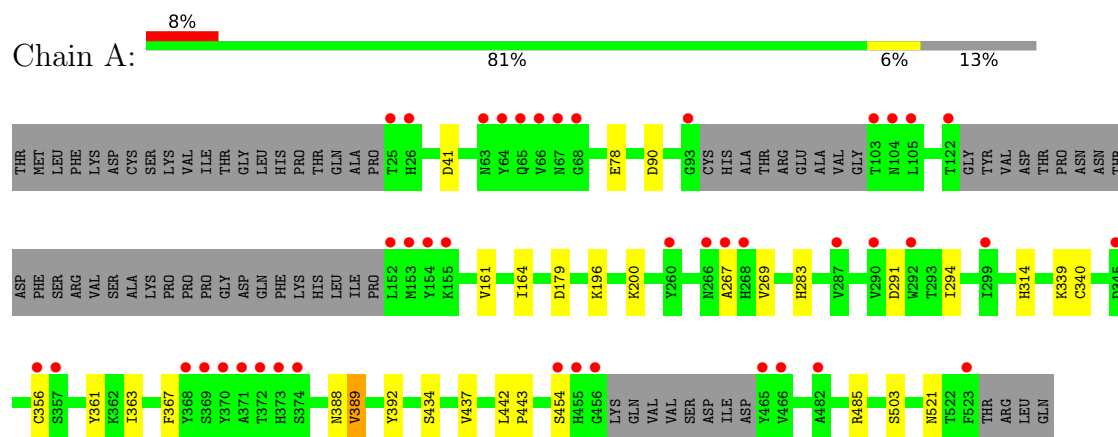 8%
Chain A:
81% 6% 13%
THR MET LEU PHE LYS ASP CYS SER LYS VAL ILE THR GLY LEU HIS PRO THR GLN ALA PRO T25 H26 D41 N63 Y64 Q65 V66 N67 G68 E78 D90 G93 CYS HIS ALA THR ARG GLU ALA VAL GLY T103 N104 L105 T122 GLY TYR VAL ASP THR PRO ASN ASN THR
ASP PHE SER ARG VAL SER ALA LYS PRO PRO PRO GLY ASP GLN PHE LYS HIS LEU ILE PRO L152 M153 Y154 K155 V161 I164 D179 K196 K200 Y260 N266 A267 H268 V269 H283 V287 V290 D291 W292 T293 I294 I299 H314 K339 C340 D345
C356 S357 Y361 K362 I363 F367 Y368 S369 Y370 A371 T372 H373 S374 N388 V389 Y392 S434 V437 L442 P443 S454 H455 G456 LYS GLN VAL VAL SER ASP ILE ASP Y465 V466 A482 R485 S503 N521 T522 F523 THR ARG LEU GLN